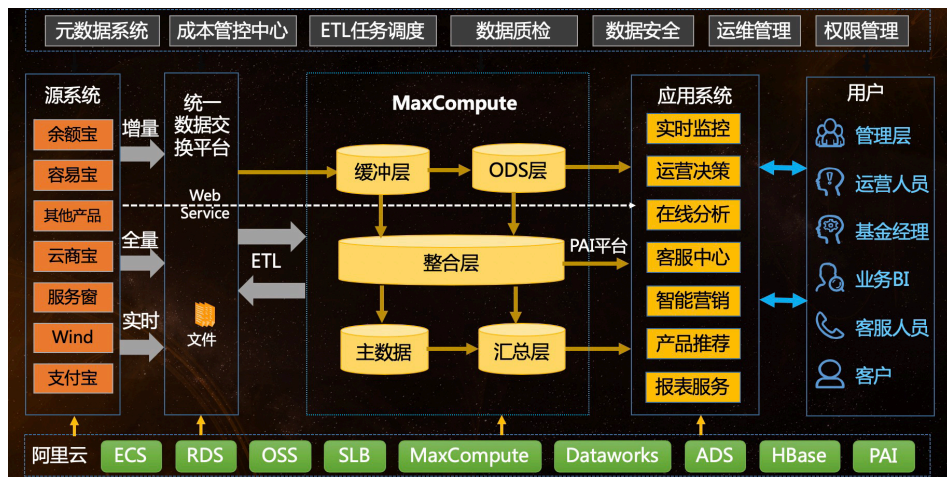 元数据系统
成本管控中心
ETL任务调度
数据质检
数据安全
运维管理
权限管理
源系统
余额宝
容易宝
其他产品
云商宝
服务窗
Wind
支付宝
增量
全量
实时
统一
数据交
换平台
Web
Service
ETL
文件
MaxCompute
缓冲层
ODS层
整合层
主数据
汇总层
PAI平台
应用系统
实时监控
运营决策
在线分析
客服中心
智能营销
产品推荐
报表服务
用户
管理层
运营人员
基金经理
业务BI
客服人员
客户
阿里云
ECS
RDS
OSS
SLB
MaxCompute
Dataworks
ADS
HBase
PAI